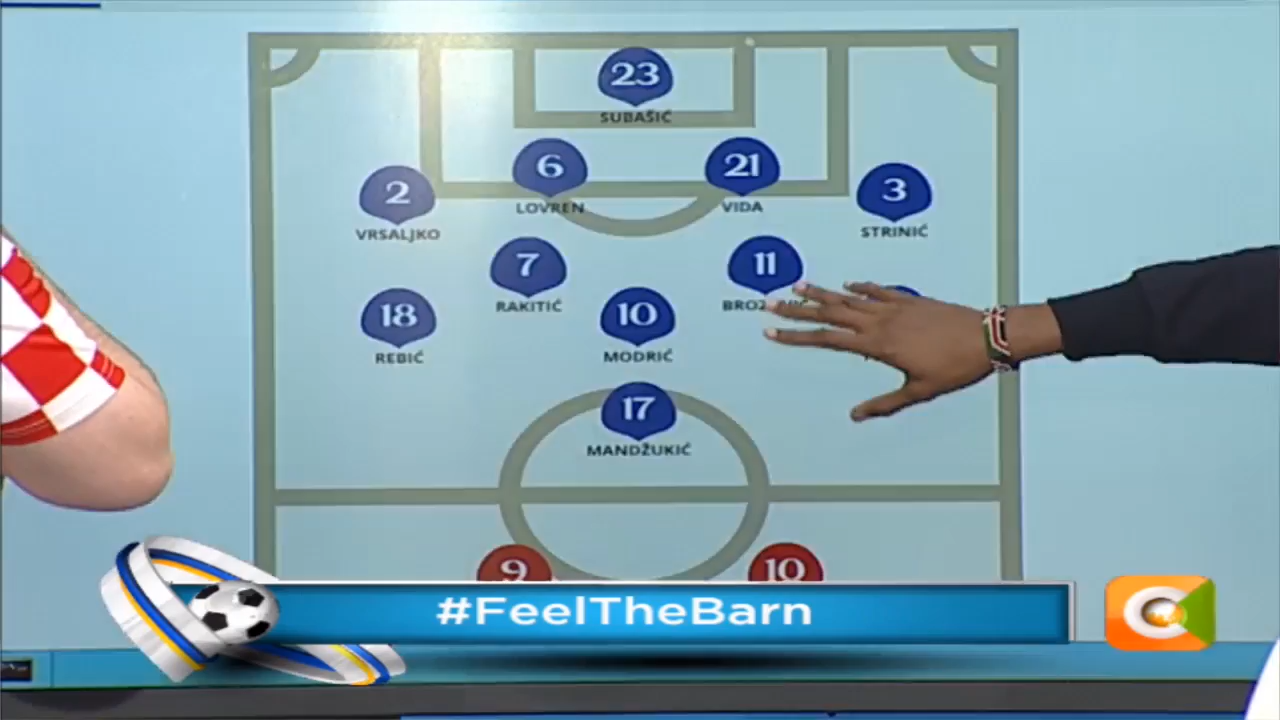 23
SUBAŠIĆ
6
21
LOVREN
VIDA
2
3
VRSALJKO
STRINIĆ
7
11
RAKITIĆ
18
10
REBIĆ
MODRIĆ
17
MANDŽUKIĆ
9
10
#FeelTheBarn
C